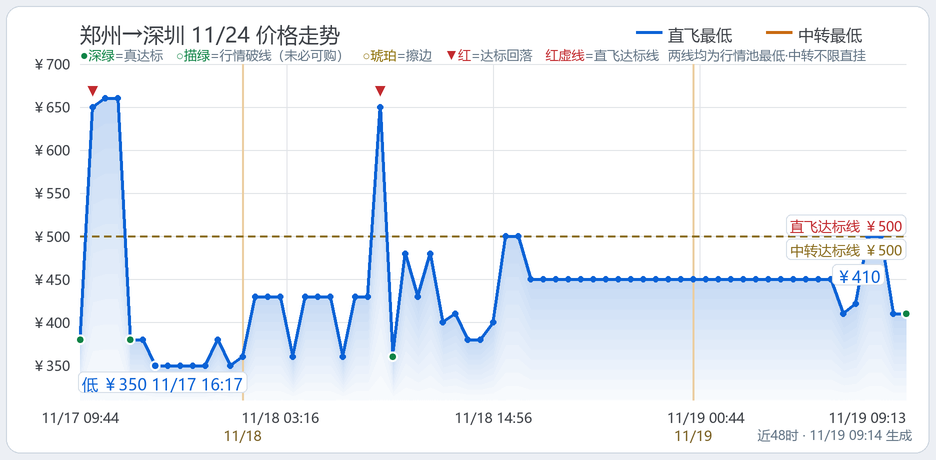 郑州→深圳 11/24 价格走势
直飞最低 中转最低
●深绿=真达标 ○描绿=行情破线（未必可购） ○琥珀=擦边 ▼红=达标回落 红虚线=直飞达标线 两线均为行情池最低·中转不限直挂
￥700
￥650
￥600
￥550
￥500
￥450
￥400
￥350
直飞达标线 ￥500
中转达标线 ￥500
￥410
低 ￥350 11/17 16:17
11/17 09:44 11/18 03:16 11/18 14:56 11/19 00:44 11/19 09:13
11/18 11/19
近48时 · 11/19 09:14 生成